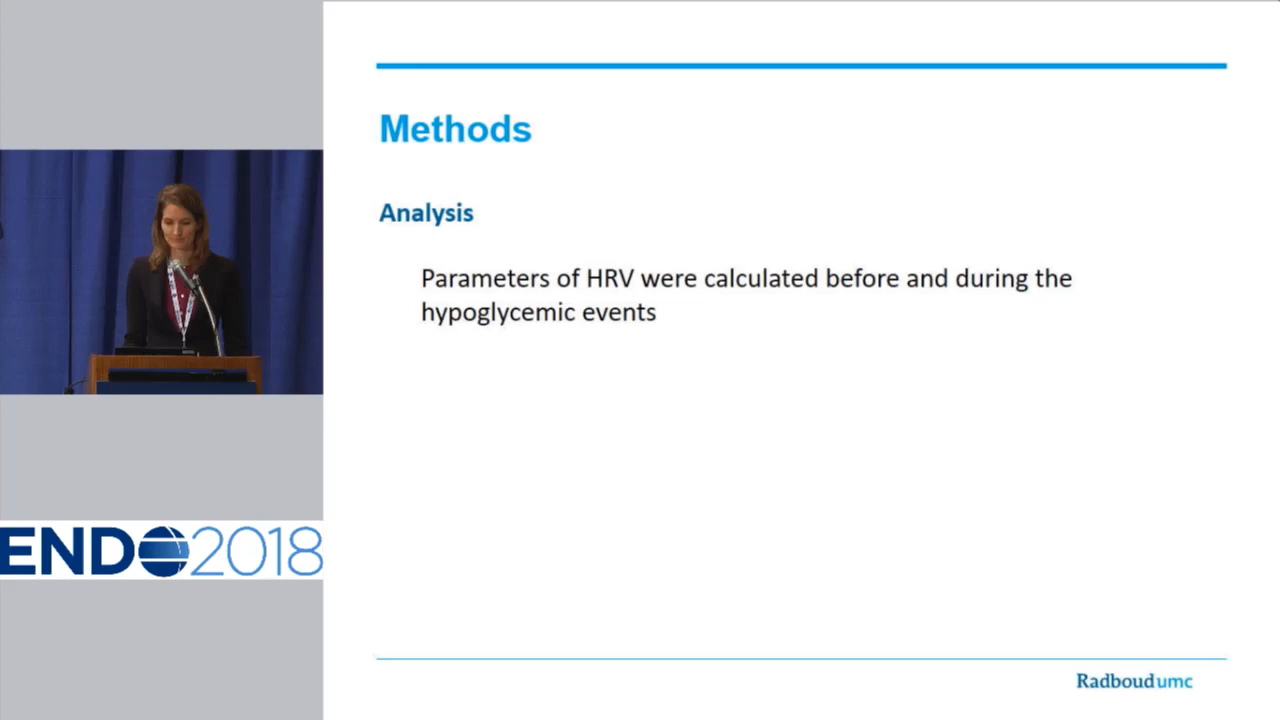 Methods
Analysis
Parameters of HRV were calculated before and during the
hypoglycemic events
ENDO2018
Radboudumc